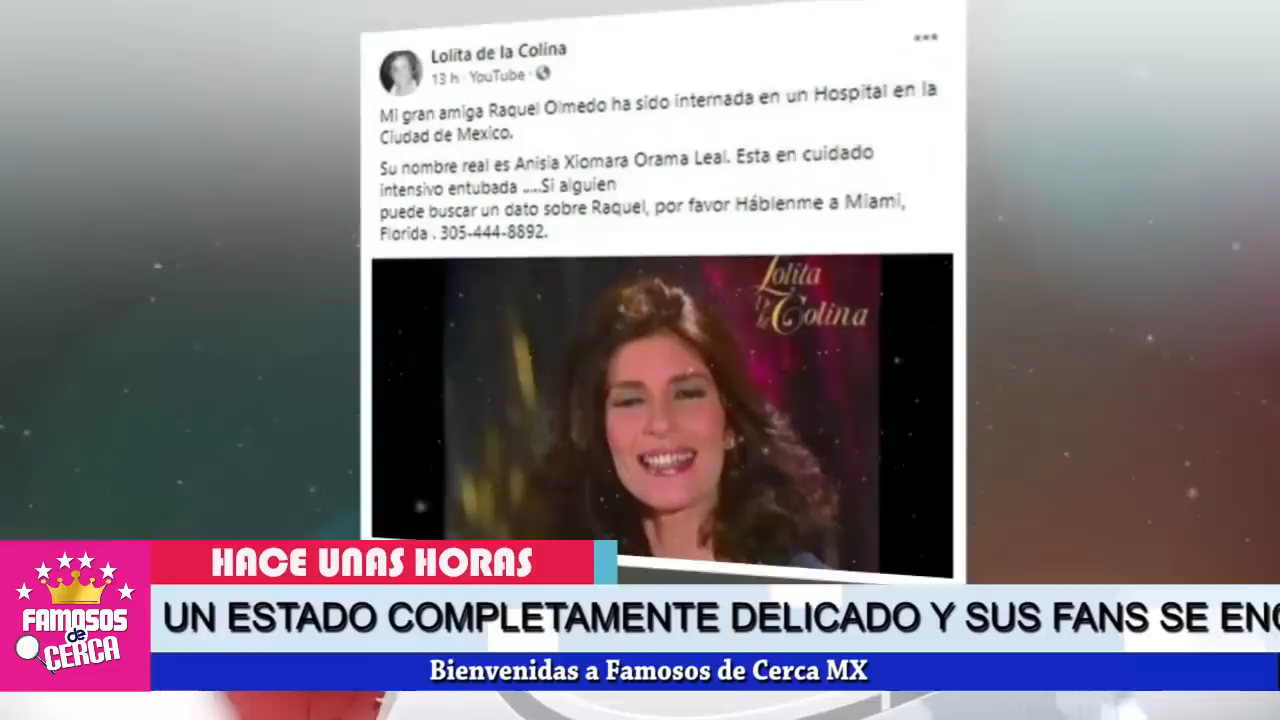 Lolita de la Colina
13 h · YouTube ·
Mi gran amiga Raquel Olmedo ha sido internada en un Hospital en la
Ciudad de Mexico.
Su nombre real es Anisia Xiomara Orama Leal. Esta en cuidado
intensivo entubada ....Si alguien
puede buscar un dato sobre Raquel, por favor Háblenme a Miami,
Florida . 305-444-8892.
Lolita
De la
Colina
HACE UNAS HORAS
FAMOSOS
de
CERCA
UN ESTADO COMPLETAMENTE DELICADO Y SUS FANS SE ENC
Bienvenidas a Famosos de Cerca MX